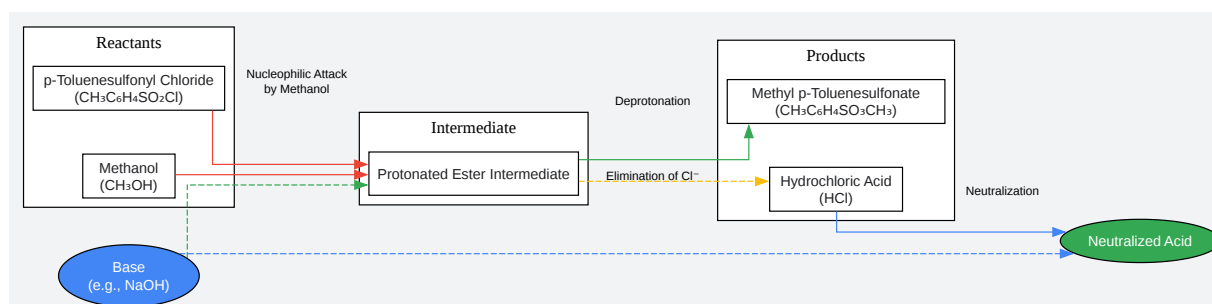 Reactants
p-Toluenesulfonyl Chloride
(CH₃C₆H₄SO₂Cl)
Methanol
(CH₃OH)
Base
(e.g., NaOH)
Nucleophilic Attack
by Methanol
Intermediate
Protonated Ester Intermediate
Deprotonation
Elimination of Cl⁻
Products
Methyl p-Toluenesulfonate
(CH₃C₆H₄SO₃CH₃)
Hydrochloric Acid
(HCl)
Neutralization
Neutralized Acid